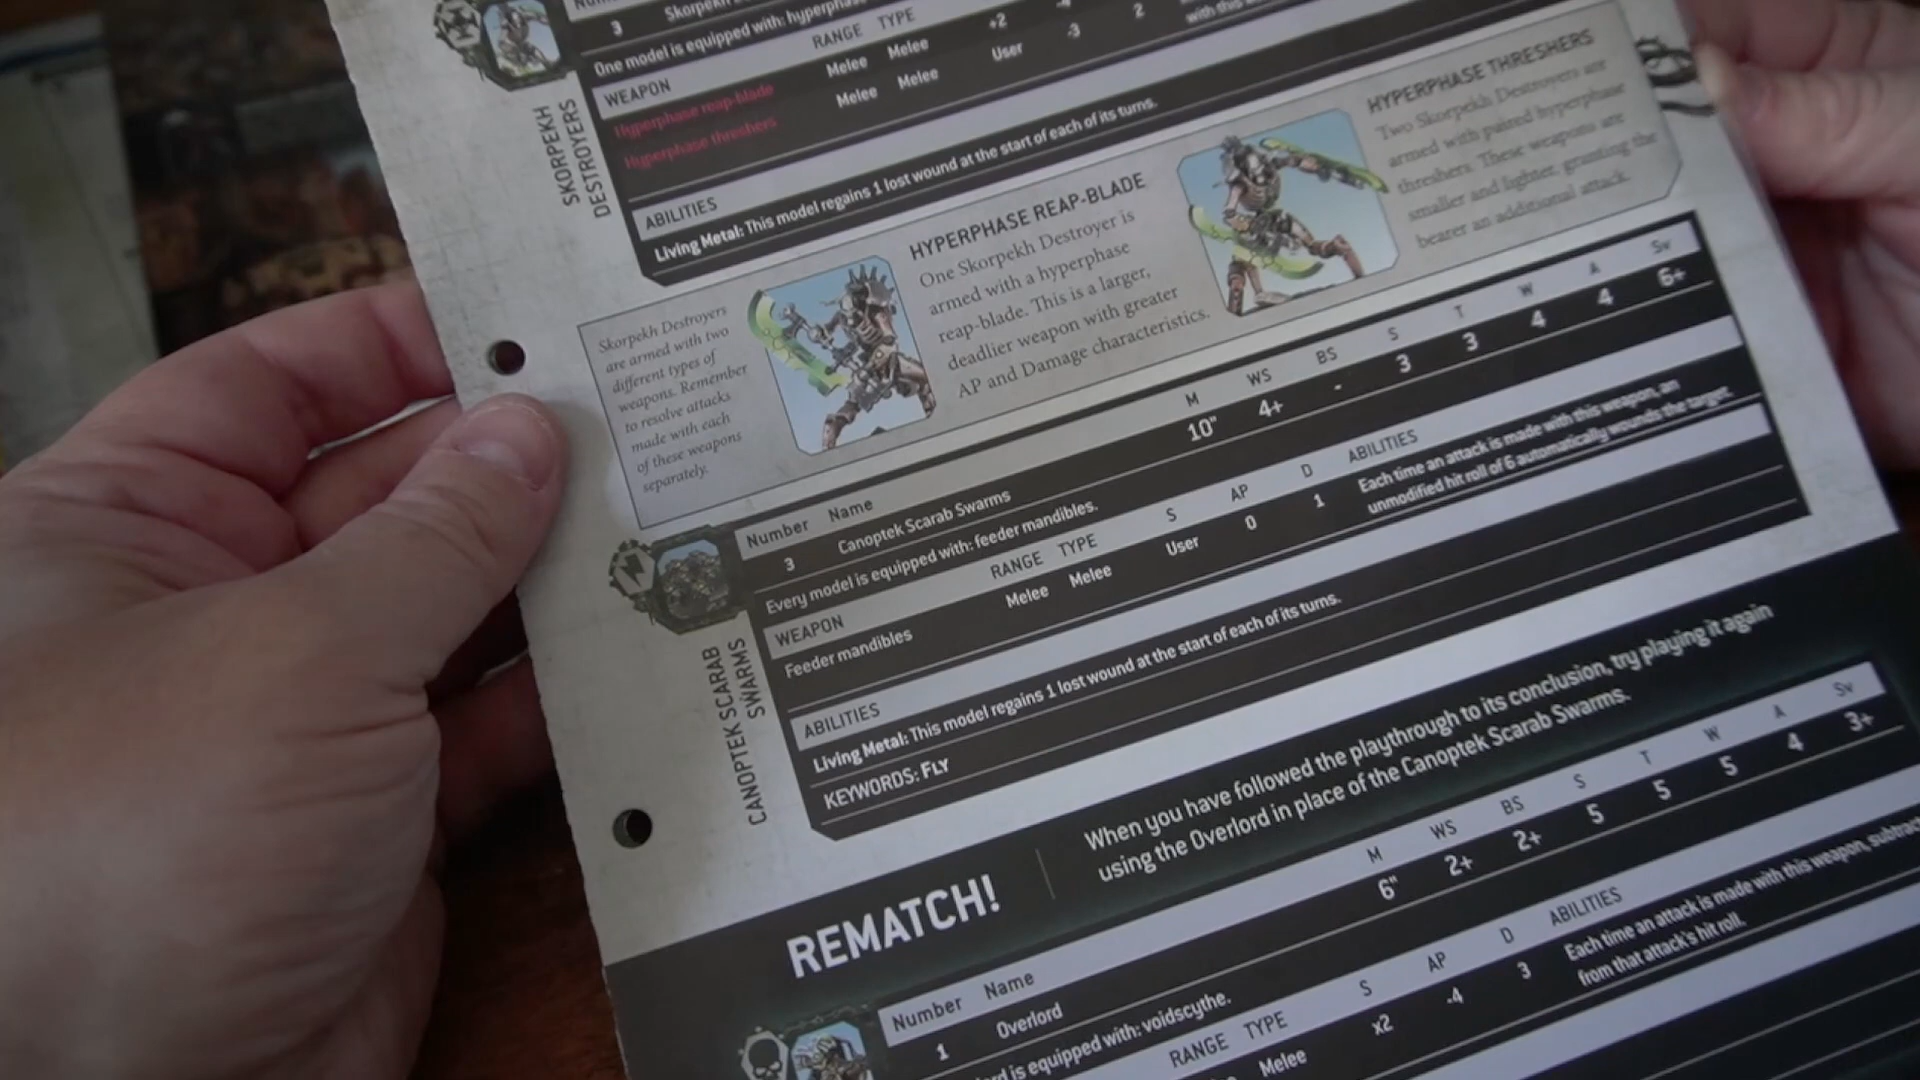 3 Skorpekh
One model is equipped with: hyperphase
WEAPON RANGE TYPE
Hyperphase reap-blade Melee Melee +2 -4
Hyperphase threshers Melee Melee User -3 2
with this
ABILITIES
Living Metal: This model regains 1 lost wound at the start of each of its turns.
SKORPEKH
DESTROYERS
Skorpekh Destroyers
are armed with two
different types of
weapons. Remember
to resolve attacks
made with each
of these weapons
separately.
HYPERPHASE REAP-BLADE
One Skorpekh Destroyer is
armed with a hyperphase
reap-blade. This is a larger,
deadlier weapon with greater
AP and Damage characteristics.
HYPERPHASE THRESHERS
Two Skorpekh Destroyers are
armed with paired hyperphase
threshers. These weapons are
smaller and lighter, granting the
bearer an additional attack.
Number Name M WS BS S T W A Sv
3 Canoptek Scarab Swarms 10" 4+ - 3 3 4 4 6+
Every model is equipped with: feeder mandibles.
WEAPON RANGE TYPE S AP D ABILITIES
Feeder mandibles Melee Melee User 0 1 Each time an attack is made with this weapon, an
unmodified hit roll of 6 automatically wounds the target.
ABILITIES
Living Metal: This model regains 1 lost wound at the start of each of its turns.
KEYWORDS: FLY
CANOPTEK SCARAB
SWARMS
REMATCH!
When you have followed the playthrough to its conclusion, try playing it again
using the Overlord in place of the Canoptek Scarab Swarms.
Number Name M WS BS S T W A Sv
1 Overlord 6" 2+ 2+ 5 5 5 4 3+
is equipped with: voidscythe.
RANGE TYPE S AP D ABILITIES
Melee x2 -4 3 Each time an attack is made with this weapon, subtract
from that attack's hit roll.